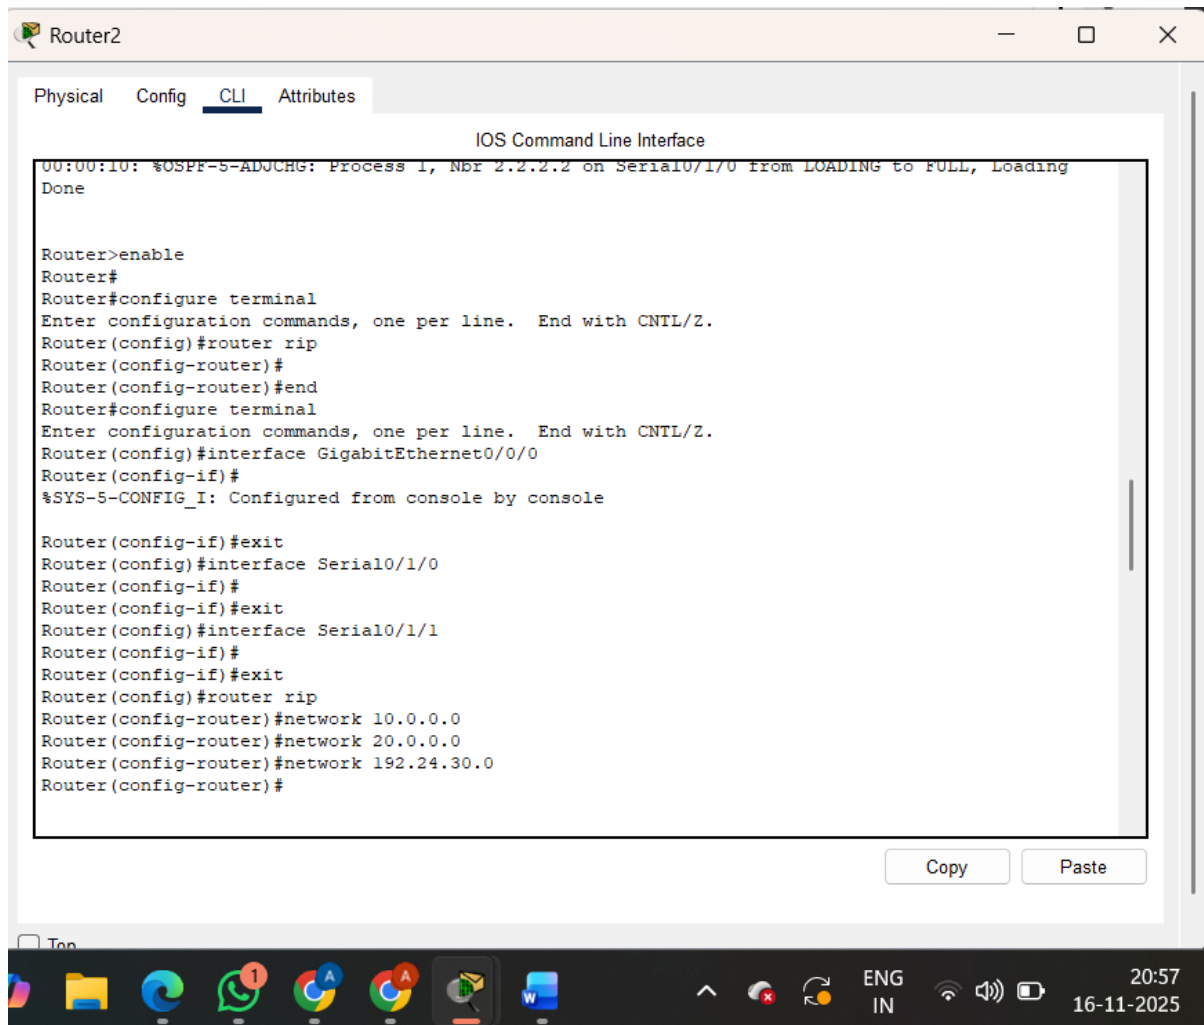 Router2
Physical Config CLI Attributes
IOS Command Line Interface
00:00:10: %OSPF-5-ADJCHG: Process 1, Nbr 2.2.2.2 on Serial0/1/0 from LOADING to FULL, Loading
Done
Router>enable
Router#
Router#configure terminal
Enter configuration commands, one per line.  End with CNTL/Z.
Router(config)#router rip
Router(config-router)#
Router(config-router)#end
Router#configure terminal
Enter configuration commands, one per line.  End with CNTL/Z.
Router(config)#interface GigabitEthernet0/0/0
Router(config-if)#
%SYS-5-CONFIG_I: Configured from console by console
Router(config-if)#exit
Router(config)#interface Serial0/1/0
Router(config-if)#
Router(config-if)#exit
Router(config)#interface Serial0/1/1
Router(config-if)#
Router(config-if)#exit
Router(config)#router rip
Router(config-router)#network 10.0.0.0
Router(config-router)#network 20.0.0.0
Router(config-router)#network 192.24.30.0
Router(config-router)#
Copy Paste
Top
1 A A W ENG 20:57
IN 16-11-2025